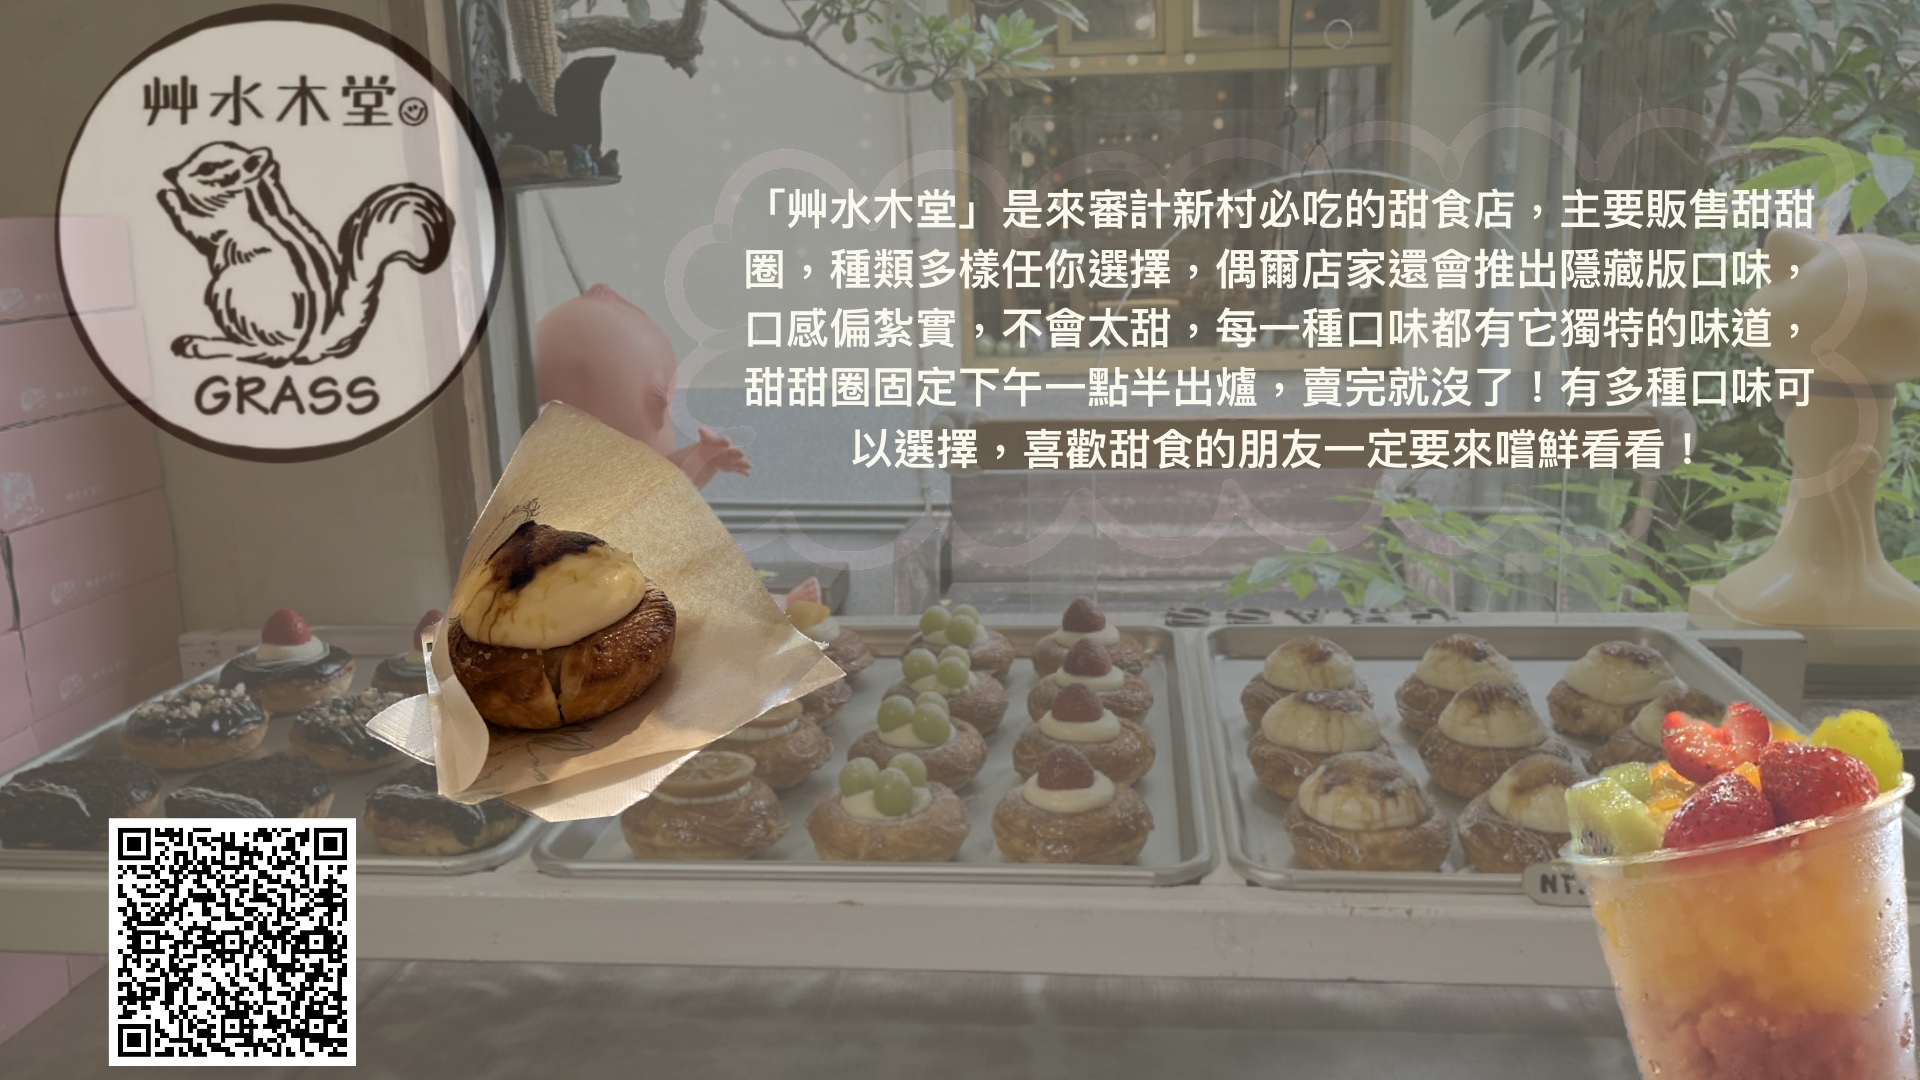 艸水木堂
GRASS
「艸水木堂」是來審計新村必吃的甜食店，主要販售甜甜
圈，種類多樣任你選擇，偶爾店家還會推出隱藏版口味，
口感偏紮實，不會太甜，每一種口味都有它獨特的味道，
甜甜圈固定下午一點半出爐，賣完就沒了！有多種口味可
以選擇，喜歡甜食的朋友一定要來嚐鮮看看！
NT.